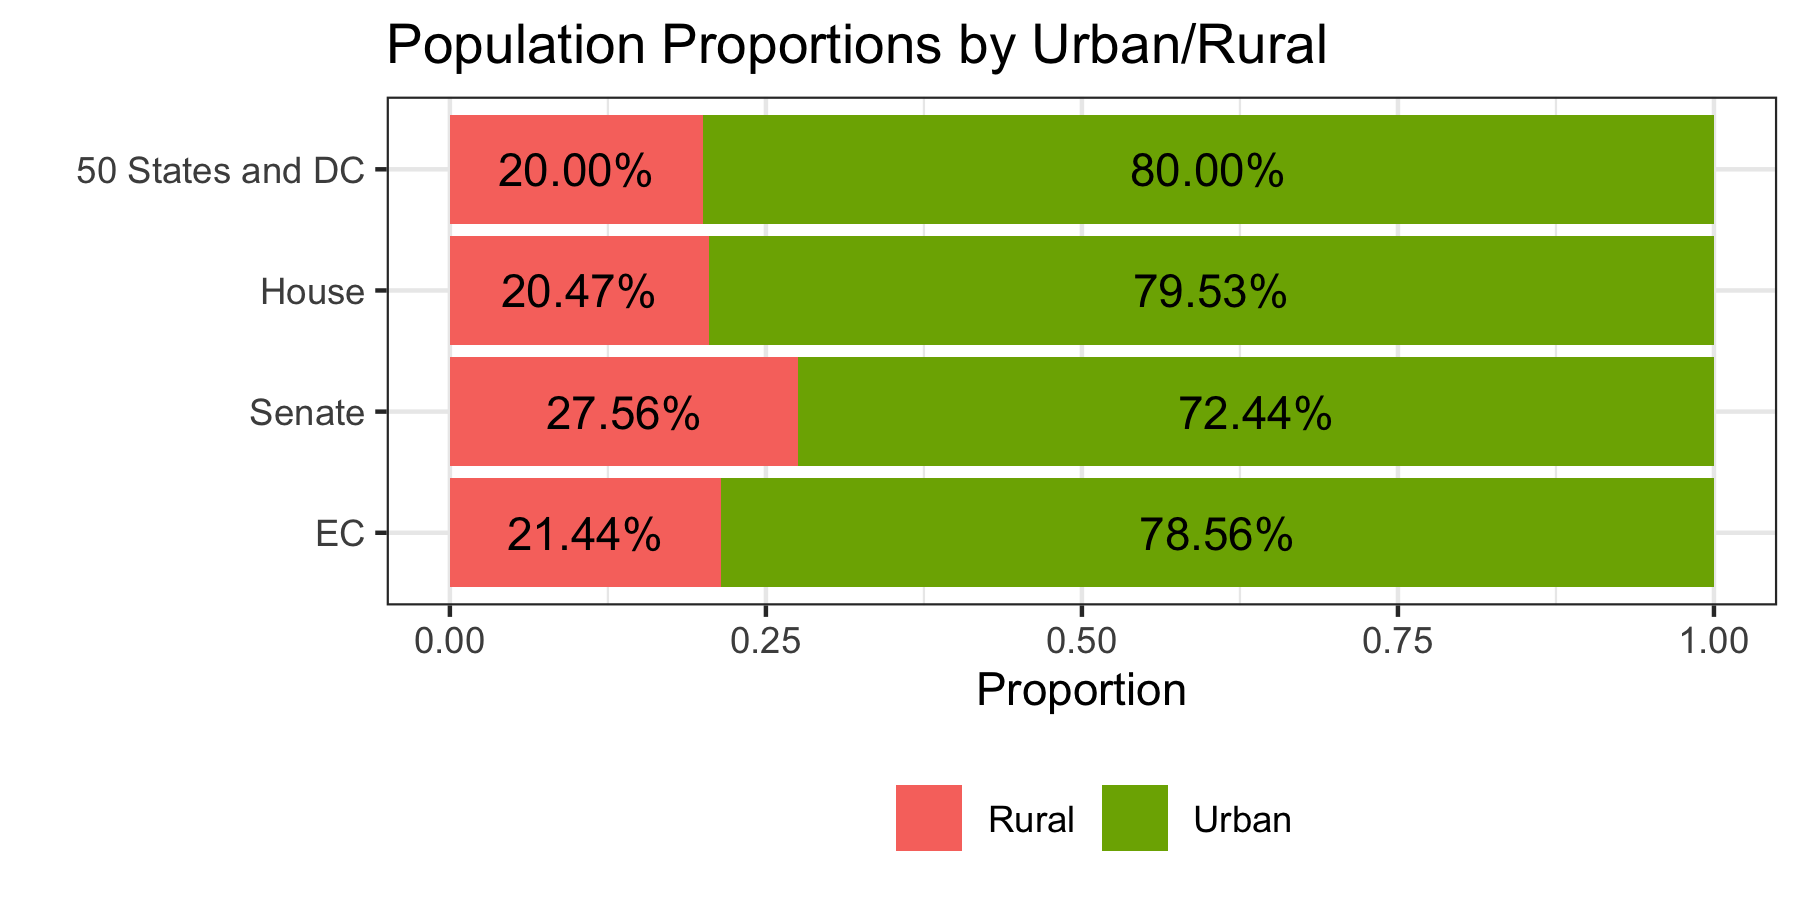 Population Proportions by Urban/Rural
50 States and DC 20.00% 80.00%
House 20.47% 79.53%
Senate 27.56% 72.44%
EC 21.44% 78.56%
0.00 0.25 0.50 0.75 1.00
Proportion
Rural Urban